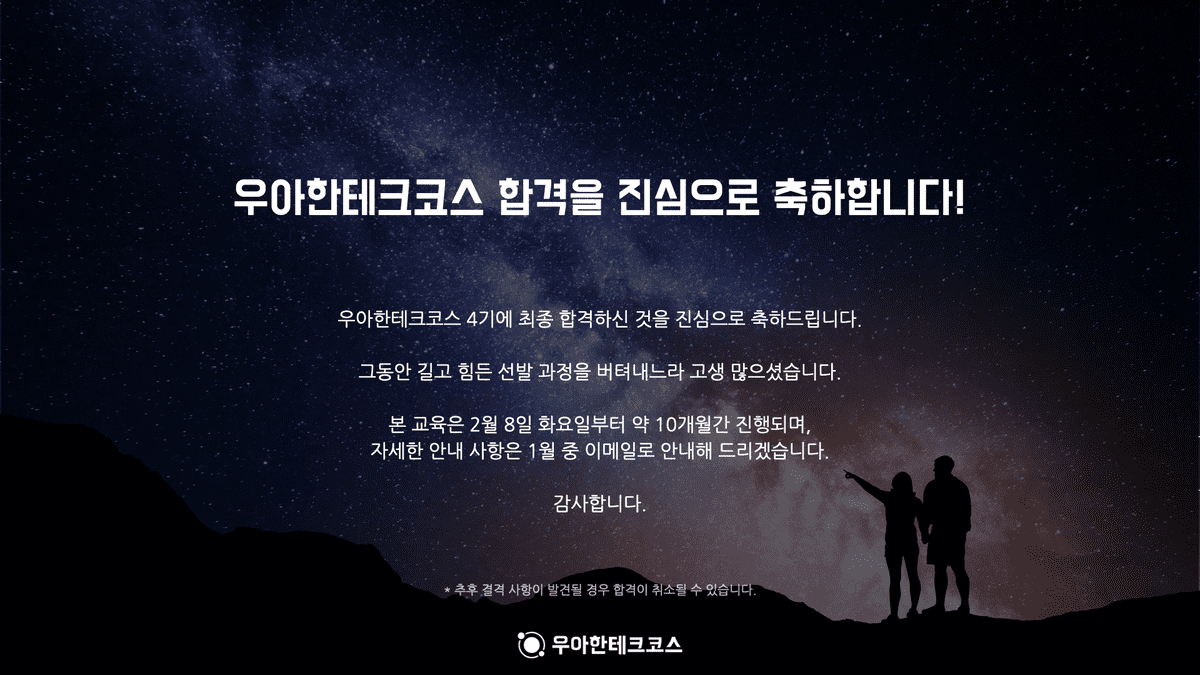 우아한테크코스 합격을 진심으로 축하합니다!
우아한테크코스 4기에 최종 합격하신 것을 진심으로 축하드립니다.
그동안 길고 힘든 선발 과정을 버텨내느라 고생 많으셨습니다.
본 교육은 2월 8일 화요일부터 약 10개월간 진행되며,
자세한 안내 사항은 1월 중 이메일로 안내해 드리겠습니다.
감사합니다.
* 추후 결격 사항이 발견될 경우 합격이 취소될 수 있습니다.
우아한테크코스